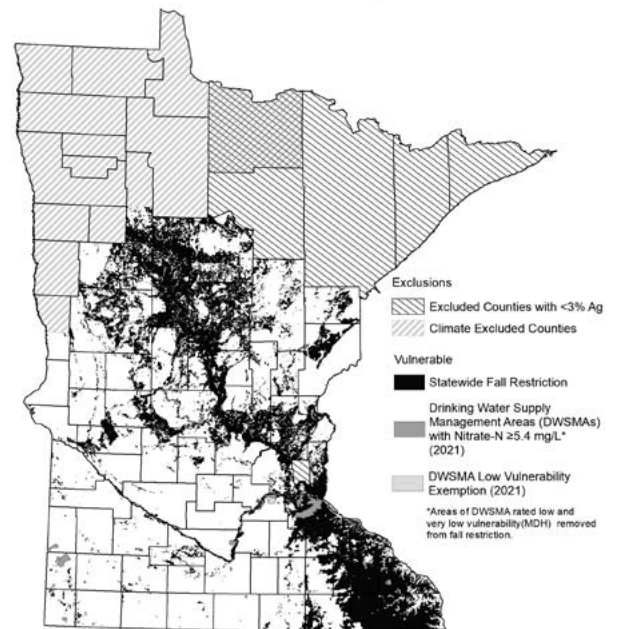 Exclusions
Excluded Counties with <3% Ag
Climate Excluded Counties
Vulnerable
Statewide Fall Restriction
Drinking Water Supply
Management Areas (DWSMAs)
with Nitrate-N ≥5.4 mg/L*
(2021)
DWSMA Low Vulnerability
Exemption (2021)
*Areas of DWSMA rated low and
very low vulnerability(MDH) removed
from fall restriction.